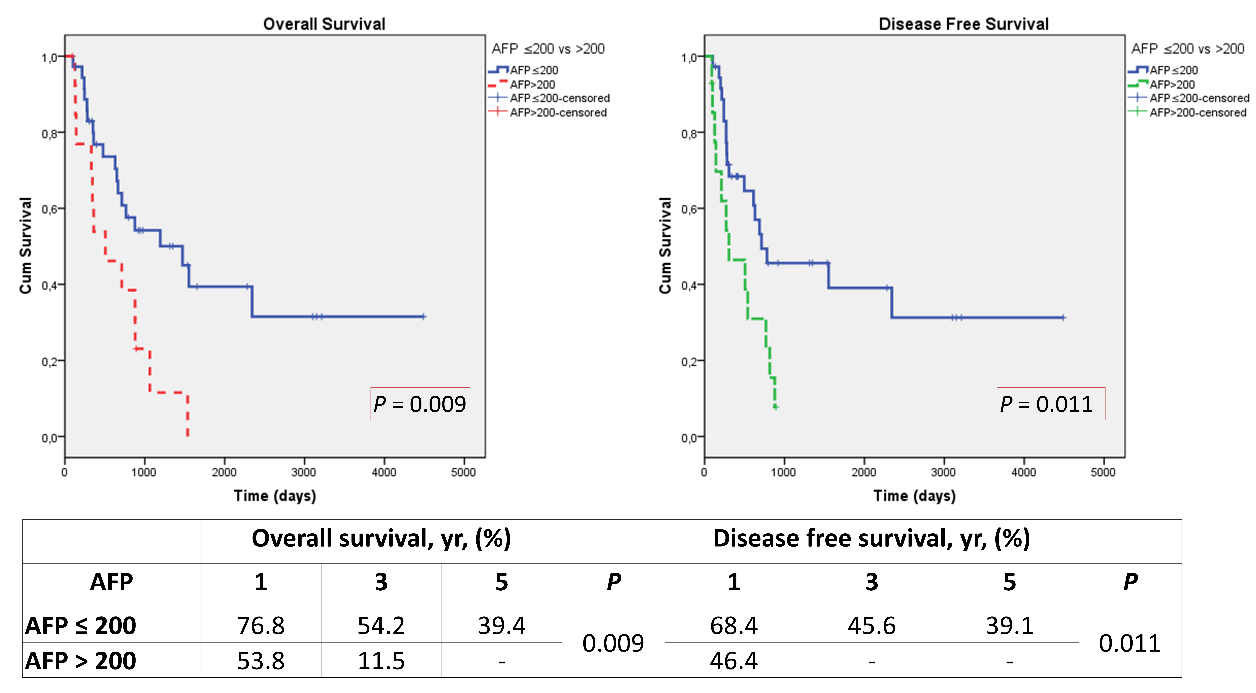 Overall Survival
AFP ≤200 vs >200
AFP≤200
AFP>200
AFP≤200-censored
AFP>200-censored
Cum Survival
1,0
0,8
0,6
0,4
0,2
0,0
P = 0.009
0 1000 2000 3000 4000 5000
Time (days)
Disease Free Survival
AFP ≤200 vs >200
AFP≤200
AFP>200
AFP≤200-censored
AFP>200-censored
Cum Survival
1,0
0,8
0,6
0,4
0,2
0,0
P = 0.011
0 1000 2000 3000 4000 5000
Time (days)
Overall survival, yr, (%) Disease free survival, yr, (%)
AFP 1 3 5 P 1 3 5 P
AFP ≤ 200 76.8 54.2 39.4 0.009 68.4 45.6 39.1 0.011
AFP > 200 53.8 11.5 - 46.4 - -